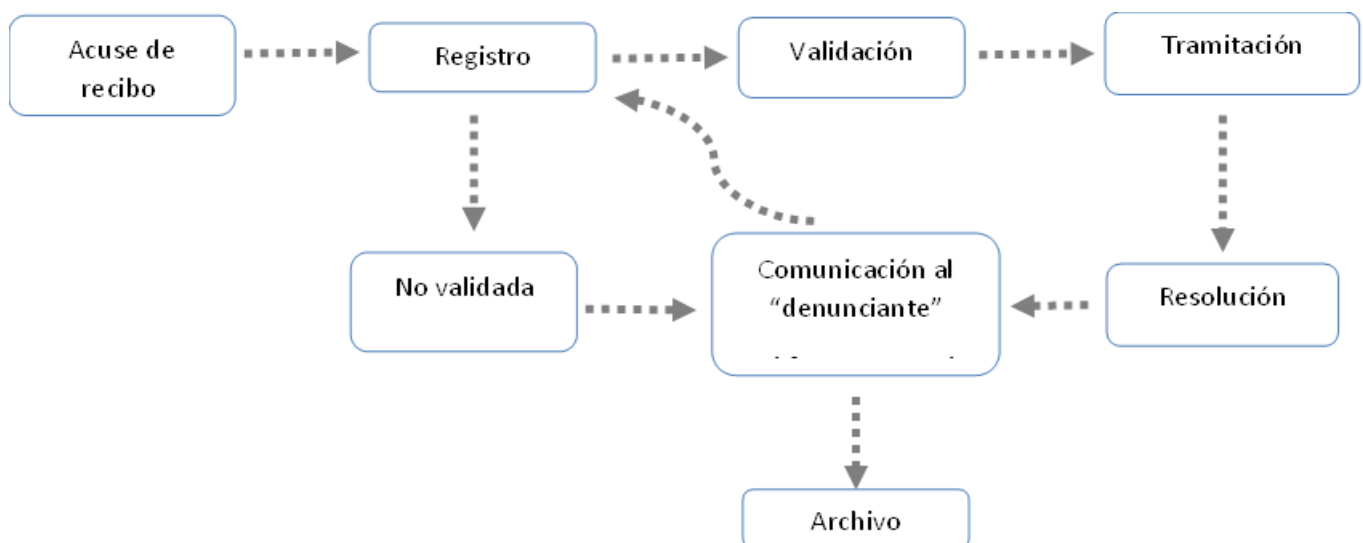 Acuse de
recibo
Registro
Validación
Tramitación
No validada
Comunicación al
“denunciante”
Resolución
Archivo